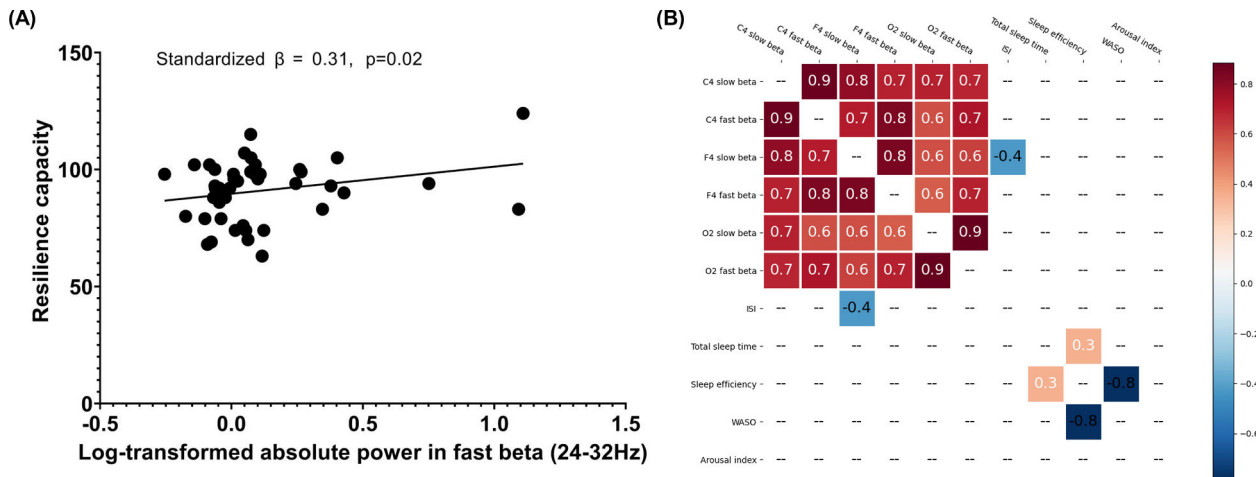 (A)
Standardized β = 0.31, p=0.02
150
100
50
0
-0.5
0.0
0.5
1.0
1.5
Resilience capacity
Log-transformed absolute power in fast beta (24-32Hz)
(B)
C4 slow beta
C4 fast beta
F4 slow beta
F4 fast beta
O2 slow beta
O2 fast beta
ISI
Total sleep time
Sleep efficiency
WASO
Arousal index
C4 slow beta -- 0.9 0.8 0.7 0.7 0.7 -- -- -- -- --
C4 fast beta 0.9 -- 0.7 0.8 0.6 0.7 -- -- -- -- --
F4 slow beta 0.8 0.7 -- 0.8 0.6 0.6 -0.4 -- -- -- --
F4 fast beta 0.7 0.8 0.8 -- 0.6 0.7 -- -- -- -- --
O2 slow beta 0.7 0.6 0.6 0.6 -- 0.9 -- -- -- -- --
O2 fast beta 0.7 0.7 0.6 0.7 0.9 -- -- -- -- -- --
ISI -- -- -0.4 -- -- -- -- -- -- -- --
Total sleep time -- -- -- -- -- -- -- -- 0.3 -- --
Sleep efficiency -- -- -- -- -- -- -- 0.3 -- -0.8 --
WASO -- -- -- -- -- -- -- -- -0.8 -- --
Arousal index -- -- -- -- -- -- -- -- -- -- --
0.8
0.6
0.4
0.2
0.0
−0.2
−0.4
−0.6